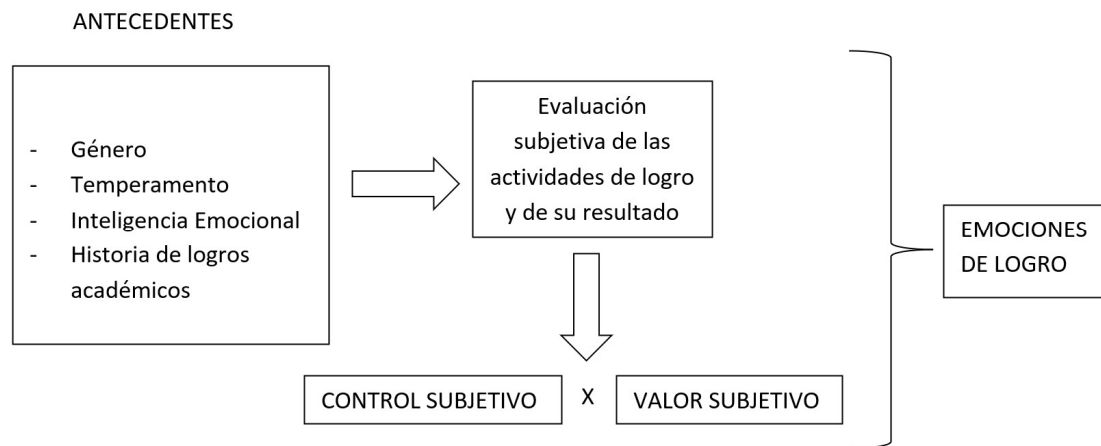 ANTECEDENTES
- Género
- Temperamento
- Inteligencia Emocional
- Historia de logros
académicos
Evaluación
subjetiva de las
actividades de logro
y de su resultado
CONTROL SUBJETIVO X VALOR SUBJETIVO
EMOCIONES
DE LOGRO